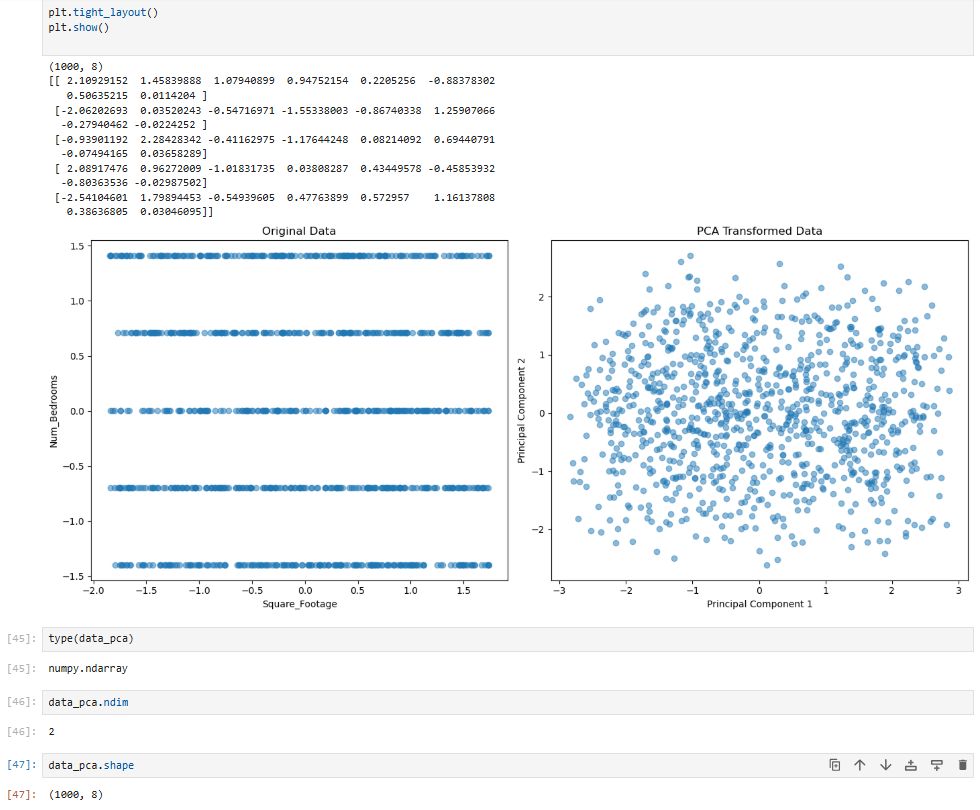 plt.tight_layout()
plt.show()
(1000, 8)
[[ 2.10929152  1.45839888  1.07940899  0.94752154  0.2205256  -0.88378302
   0.50635215  0.0114204 ]
 [-2.06202693  0.03520243 -0.54716971 -1.55338003 -0.86740338  1.25907066
  -0.27940462 -0.0224252 ]
 [-0.93901192  2.28428342 -0.41162975 -1.17644248  0.08214092  0.69440791
  -0.07494165  0.03658289]
 [ 2.08917476  0.96272009 -1.01831735  0.03808287  0.43449578 -0.45853932
  -0.80363536 -0.02987502]
 [-2.54104601  1.79894453 -0.54939605  0.47763899  0.572957    1.16137808
   0.38636805  0.03046095]]
Original Data
1.5
1.0
0.5
0.0
−0.5
−1.0
−1.5
Num_Bedrooms
−2.0 −1.5 −1.0 −0.5 0.0 0.5 1.0 1.5
Square_Footage
PCA Transformed Data
2
1
0
−1
−2
Principal Component 2
−3 −2 −1 0 1 2 3
Principal Component 1
[45]: type(data_pca)
[45]: numpy.ndarray
[46]: data_pca.ndim
[46]: 2
[47]: data_pca.shape
[47]: (1000, 8)